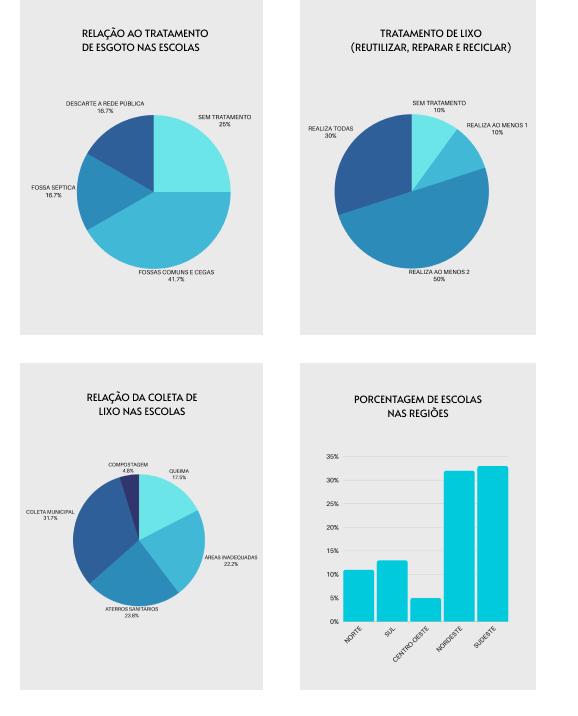 RELAÇÃO AO TRATAMENTO
DE ESGOTO NAS ESCOLAS
DESCARTE A REDE PÚBLICA
16.7%
SEM TRATAMENTO
25%
FOSSA SÉPTICA
16.7%
FOSSAS COMUNS E CEGAS
41.7%
TRATAMENTO DE LIXO
(REUTILIZAR, REPARAR E RECICLAR)
SEM TRATAMENTO
10%
REALIZA AO MENOS 1
10%
REALIZA TODAS
30%
REALIZA AO MENOS 2
50%
RELAÇÃO DA COLETA DE
LIXO NAS ESCOLAS
COMPOSTAGEM
4.8%
QUEIMA
17.5%
COLETA MUNICIPAL
31.7%
ÁREAS INADEQUADAS
22.2%
ATERROS SANITÁRIOS
23.8%
PORCENTAGEM DE ESCOLAS
NAS REGIÕES
35%
30%
25%
20%
15%
10%
5%
0%
NORTE
SUL
CENTRO-OESTE
NORDESTE
SUDESTE